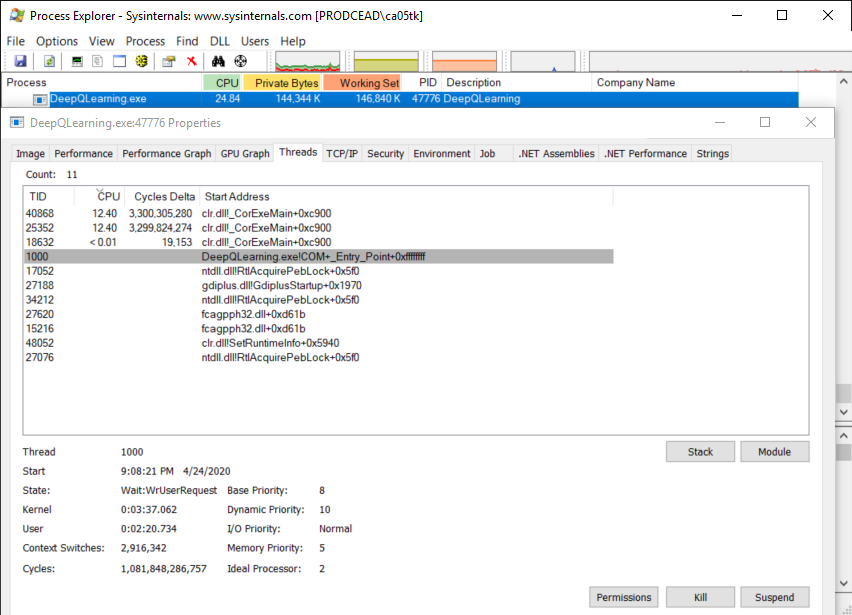 Process Explorer - Sysinternals: www.sysinternals.com [PRODCEAD\ca05tk]
File Options View Process Find DLL Users Help
Process CPU Private Bytes Working Set PID Description Company Name
DeepQLearning.exe 24.84 144,344 K 146,840 K 47776 DeepQLearning
DeepQLearning.exe:47776 Properties
Image Performance Performance Graph GPU Graph Threads TCP/IP Security Environment Job .NET Assemblies .NET Performance Strings
Count: 11
TID CPU Cycles Delta Start Address
40868 12.40 3,300,305,280 clr.dll!_CorExeMain+0xc900
25352 12.40 3,299,824,274 clr.dll!_CorExeMain+0xc900
18632 < 0.01 19,153 clr.dll!_CorExeMain+0xc900
1000 DeepQLearning.exe!COM+_Entry_Point+0xffffffff
17052 ntdll.dll!RtlAcquirePebLock+0x5f0
27188 gdiplus.dll!GdiplusStartup+0x1970
34212 ntdll.dll!RtlAcquirePebLock+0x5f0
27620 fcagpph32.dll+0xd61b
15216 fcagpph32.dll+0xd61b
48052 clr.dll!SetRuntimeInfo+0x5940
27076 ntdll.dll!RtlAcquirePebLock+0x5f0
Thread 1000 Stack Module
Start 9:08:21 PM 4/24/2020
State: Wait:WrUserRequest Base Priority: 8
Kernel 0:03:37.062 Dynamic Priority: 10
User 0:02:20.734 I/O Priority: Normal
Context Switches: 2,916,342 Memory Priority: 5
Cycles: 1,081,848,286,757 Ideal Processor: 2
Permissions Kill Suspend